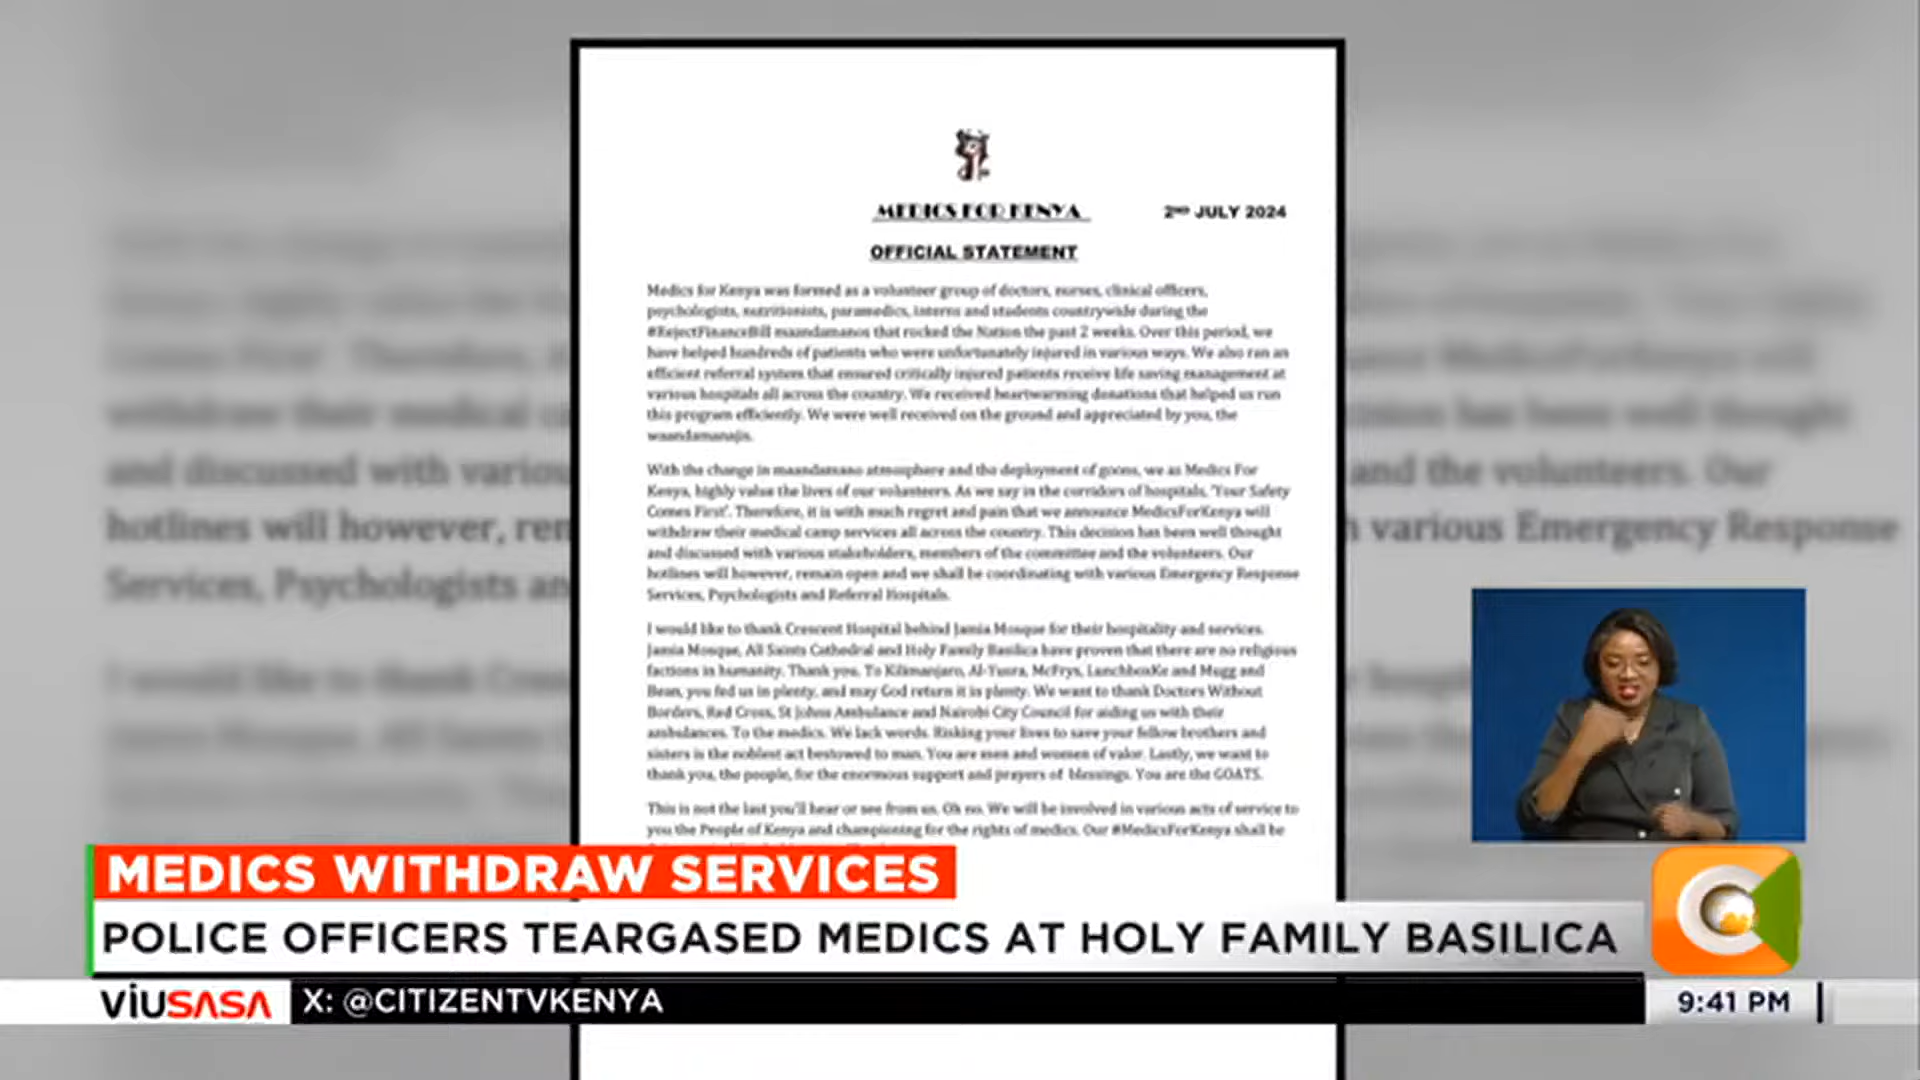 MEDICS FOR KENYA
2ND JULY 2024
OFFICIAL STATEMENT
Medics for Kenya was formed as a volunteer group of doctors, nurses, clinical officers,
psychologists, nutritionists, paramedics, interns and students countrywide during the
#RejectFinanceBill maandamanos that rocked the Nation the past 2 weeks. Over this period, we
have helped hundreds of patients who were unfortunately injured in various ways. We also ran an
efficient referral system that ensured critically injured patients receive life saving management at
various hospitals all across the country. We received heartwarming donations that helped us run
this program efficiently. We were well received on the ground and appreciated by you, the
waandamanajis.
With the change in maandamano atmosphere and the deployment of goons, we as Medics For
Kenya, highly value the lives of our volunteers. As we say in the corridors of hospitals, 'Your Safety
Comes First'. Therefore, it is with much regret and pain that we announce MedicsForKenya will
withdraw their medical camp services all across the country. This decision has been well thought
and discussed with various stakeholders, members of the committee and the volunteers. Our
hotlines will however, remain open and we shall be coordinating with various Emergency Response
Services, Psychologists and Referral Hospitals.
I would like to thank Crescent Hospital behind Jamia Mosque for their hospitality and services.
Jamia Mosque, All Saints Cathedral and Holy Family Basilica have proven that there are no religious
factions in humanity. Thank you. To Kilimanjaro, Al-Yusra, McFrys, LunchboxKe and Mugg and
Bean, you fed us in plenty, and may God return it is plenty. We want to thank Doctors Without
Borders, Red Cross, St Johns Ambulance and Nairobi City Council for aiding us with their
ambulances. To the medics. We lack words. Risking your lives to save your fellow brothers and
sisters is the noblest act bestowed to man. You are men and women of valor. Lastly, we want to
thank you, the people, for the enormous support and prayers of blessings. You are the GOATS.
This is not the last you'll hear or see from us. Oh no. We will be involved in various acts of service to
you the People of Kenya and championing for the rights of medics. Our #MedicsForKenya shall be
MEDICS WITHDRAW SERVICES
POLICE OFFICERS TEARGASED MEDICS AT HOLY FAMILY BASILICA
VIUSASA X: @CITIZENTVKENYA
9:41 PM